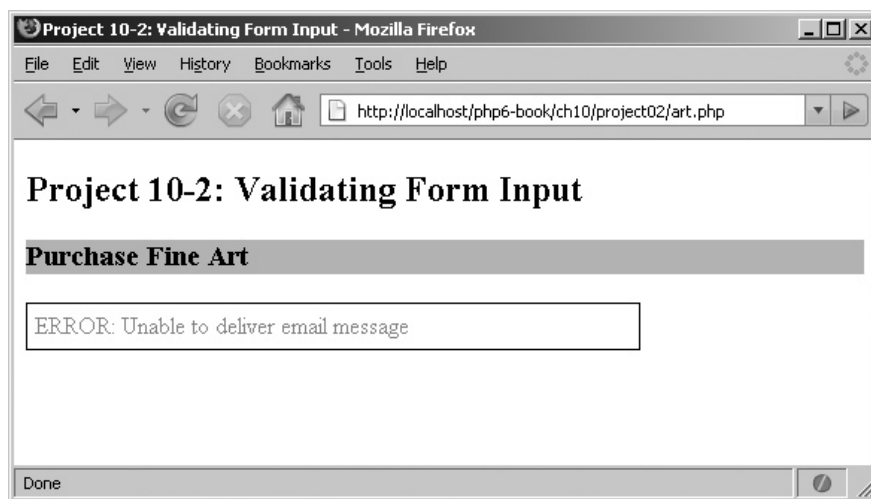 Project 10-2: Validating Form Input - Mozilla Firefox
File Edit View History Bookmarks Tools Help
http://localhost/php6-book/ch10/project02/art.php
Project 10-2: Validating Form Input
Purchase Fine Art
ERROR: Unable to deliver email message
Done